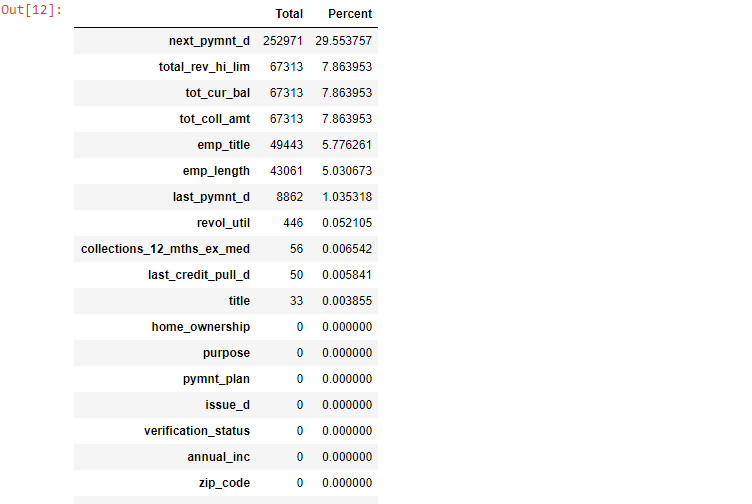 Out[12]:
Total Percent
next_pymnt_d 252971 29.553757
total_rev_hi_lim 67313 7.863953
tot_cur_bal 67313 7.863953
tot_coll_amt 67313 7.863953
emp_title 49443 5.776261
emp_length 43061 5.030673
last_pymnt_d 8862 1.035318
revol_util 446 0.052105
collections_12_mths_ex_med 56 0.006542
last_credit_pull_d 50 0.005841
title 33 0.003855
home_ownership 0 0.000000
purpose 0 0.000000
pymnt_plan 0 0.000000
issue_d 0 0.000000
verification_status 0 0.000000
annual_inc 0 0.000000
zip_code 0 0.000000